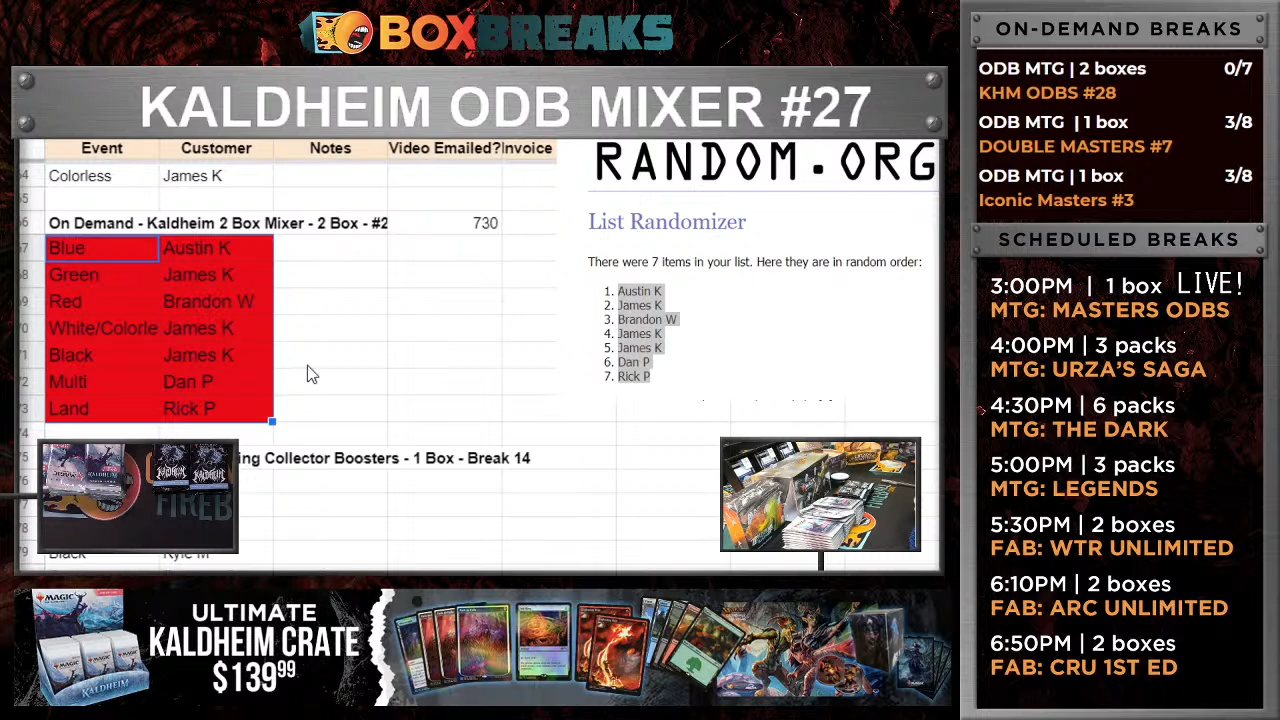 BOXBREAKS
KALDHEIM ODB MIXER #27
Event Customer Notes Video Emailed? Invoice
Colorless James K
On Demand - Kaldheim 2 Box Mixer - 2 Box - #2 730
Blue Austin K
Green James K
Red Brandon W
White/Colorle James K
Black James K
Multi Dan P
Land Rick P
ing Collector Boosters - 1 Box - Break 14
Black Kyle M
RANDOM.ORG
List Randomizer
There were 7 items in your list. Here they are in random order:
1. Austin K
2. James K
3. Brandon W
4. James K
5. James K
6. Dan P
7. Rick P
FIREB
MAGIC
KALDHEIM
ULTIMATE
KALDHEIM CRATE
$139.99
ON-DEMAND BREAKS
ODB MTG | 2 boxes 0/7
KHM ODBS #28
ODB MTG | 1 box 3/8
DOUBLE MASTERS #7
ODB MTG | 1 box 3/8
Iconic Masters #3
SCHEDULED BREAKS
3:00PM | 1 box LIVE!
MTG: MASTERS ODBS
4:00PM | 3 packs
MTG: URZA'S SAGA
4:30PM | 6 packs
MTG: THE DARK
5:00PM | 3 packs
MTG: LEGENDS
5:30PM | 2 boxes
FAB: WTR UNLIMITED
6:10PM | 2 boxes
FAB: ARC UNLIMITED
6:50PM | 2 boxes
FAB: CRU 1ST ED